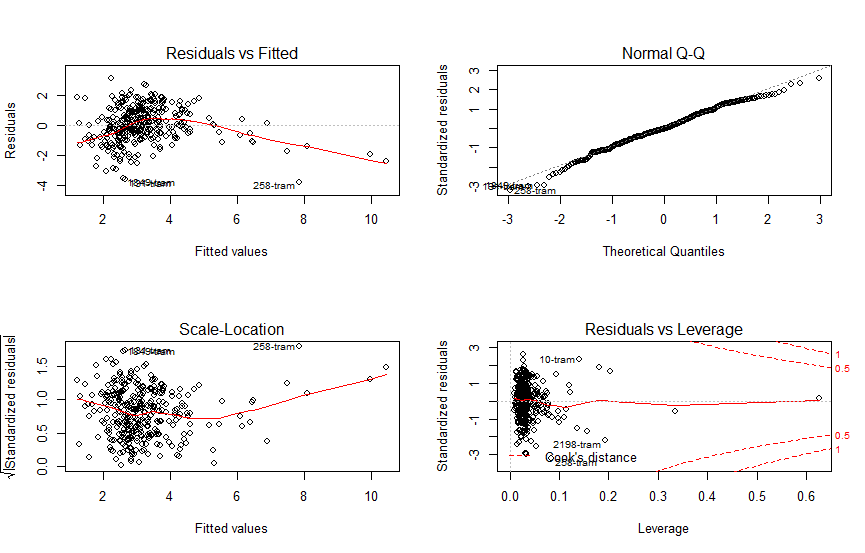 Residuals vs Fitted
Residuals
2
0
-2
-4
258-tram
2
4
6
8
10
Fitted values
Normal Q-Q
Standardized residuals
3
1
-1
-3
258-tram
-3
-2
-1
0
1
2
3
Theoretical Quantiles
Scale-Location
√|Standardized residuals|
1.5
1.0
0.5
0.0
258-tram
2
4
6
8
10
Fitted values
Residuals vs Leverage
Standardized residuals
3
1
-1
-3
10-tram
2198-tram
Cook's distance
258-tram
1
0.5
0.5
1
0.0
0.1
0.2
0.3
0.4
0.5
0.6
Leverage